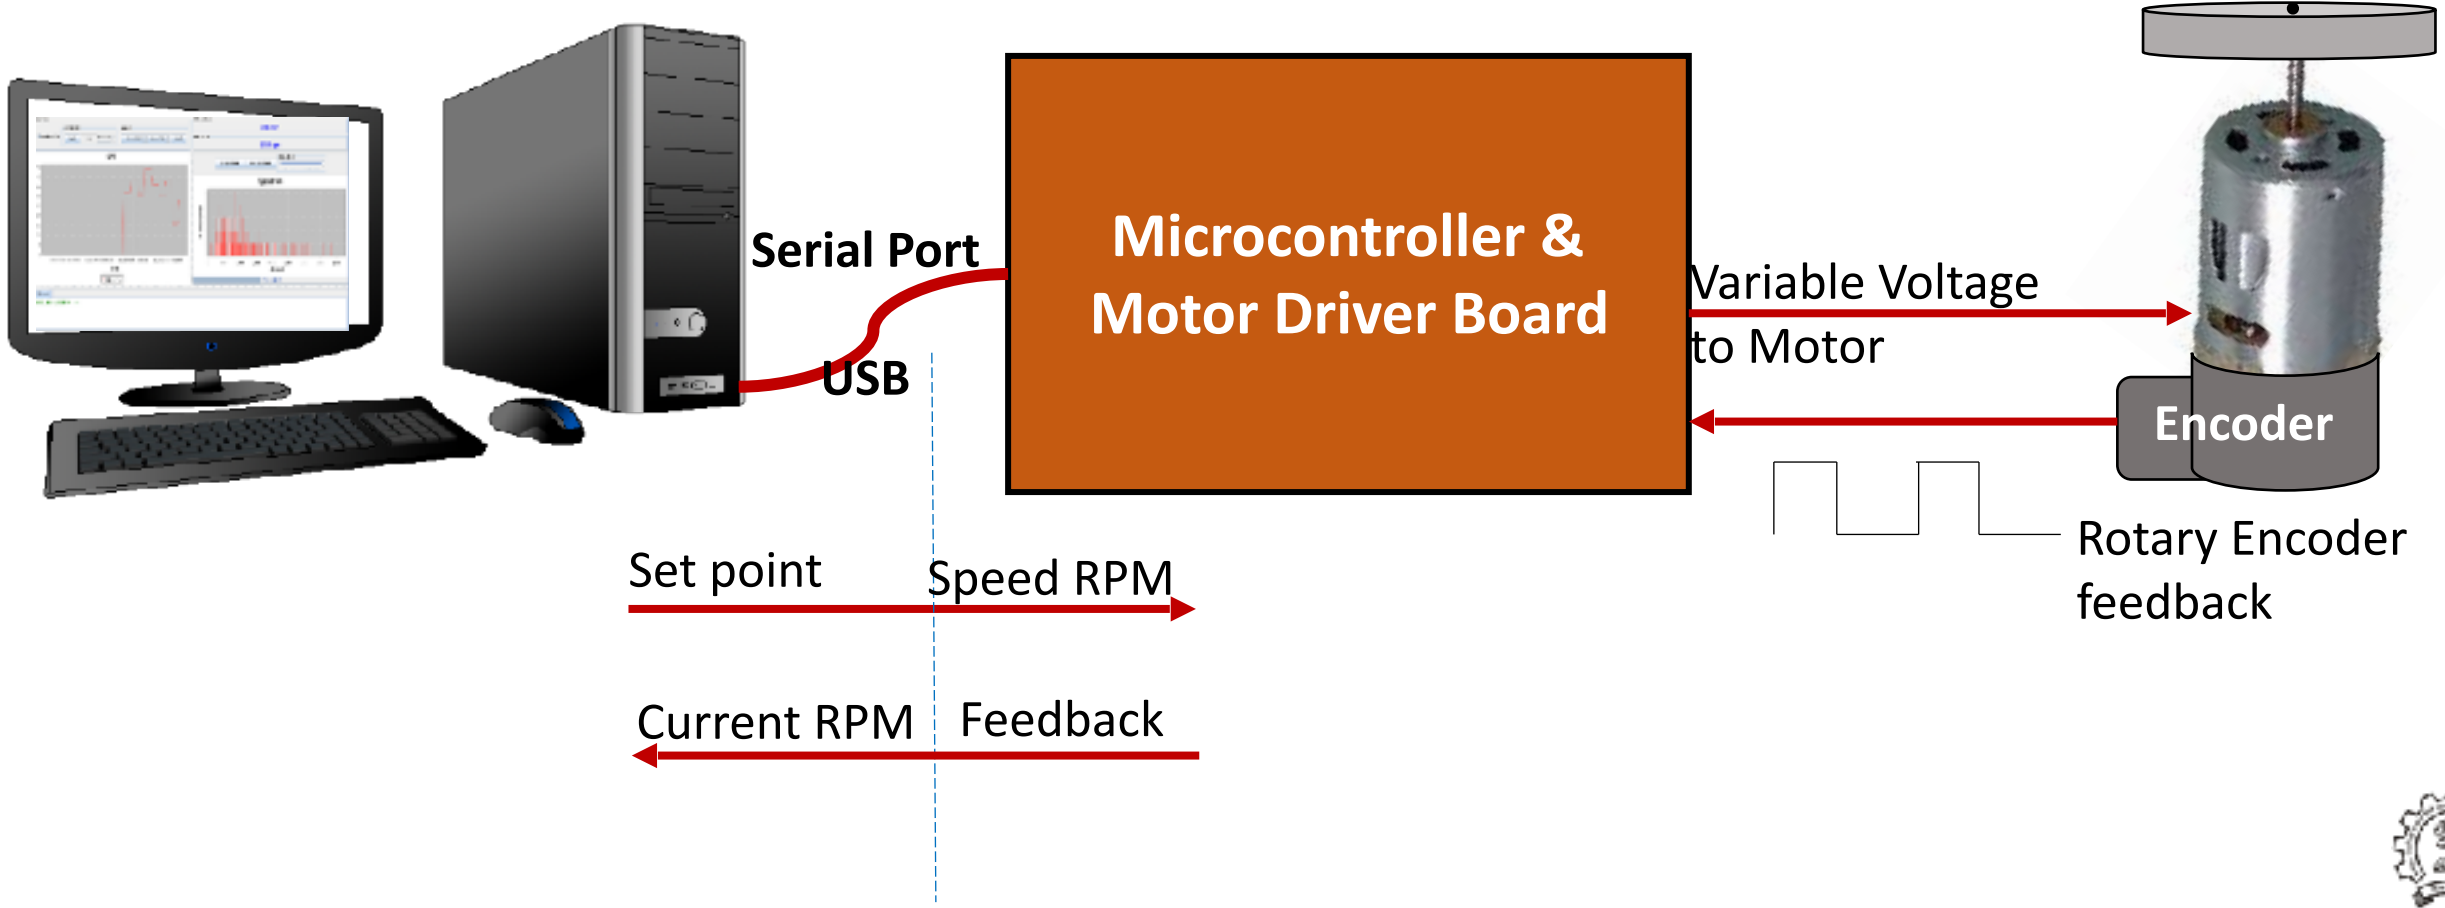 Serial Port
USB
Microcontroller &
Motor Driver Board
Variable Voltage
to Motor
Encoder
Rotary Encoder
feedback
Set point
Speed RPM
Current RPM
Feedback